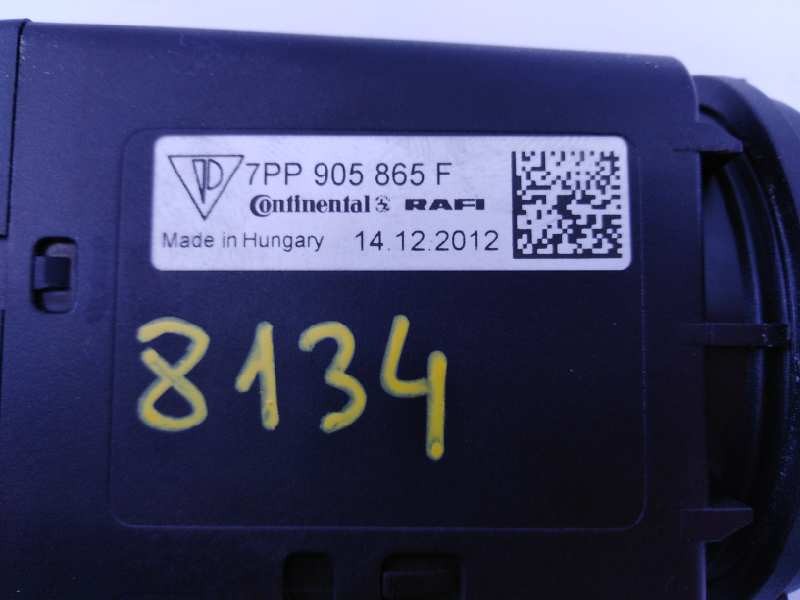 7PP 905 865 F
Continental RAFI
Made in Hungary 14.12.2012
8134